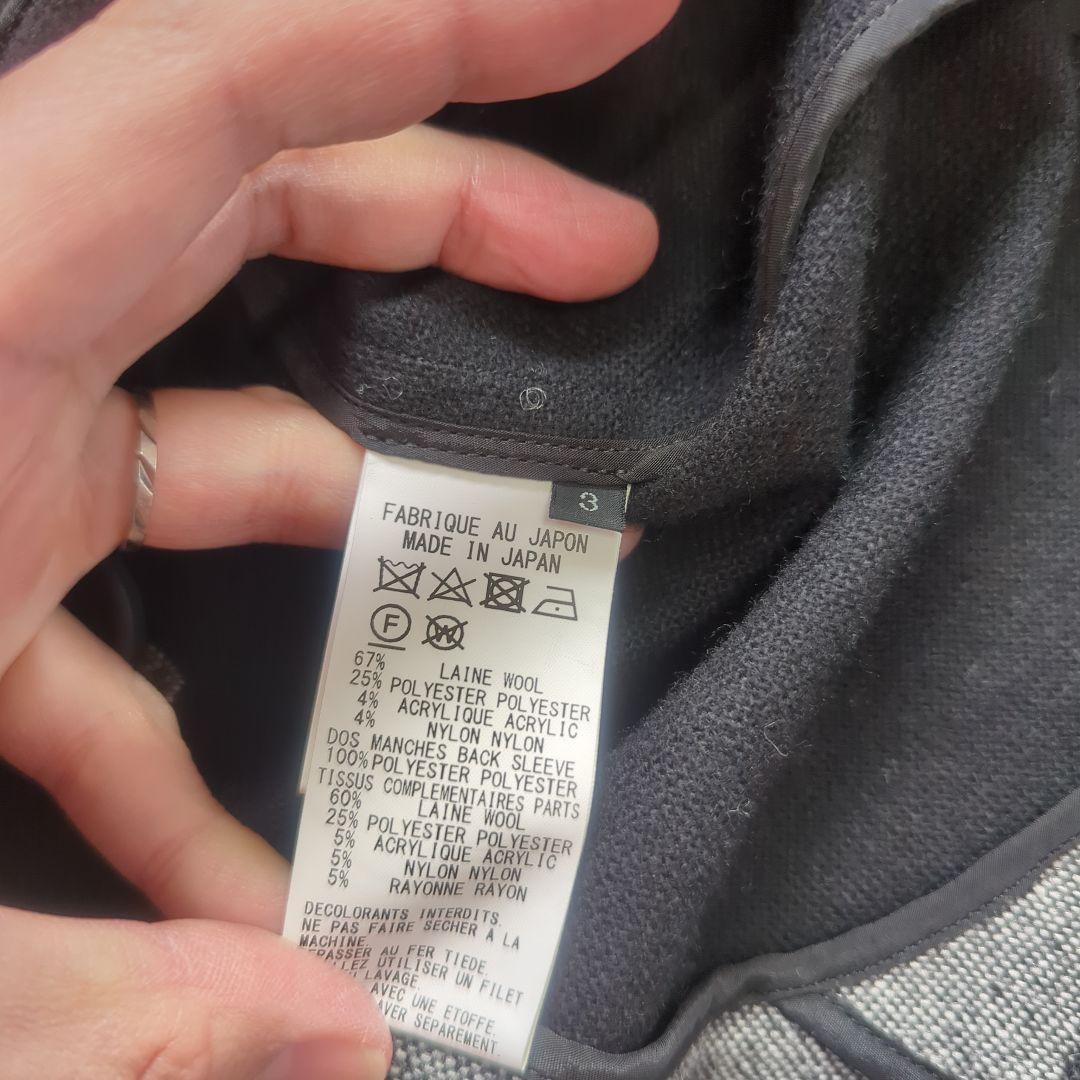 3
FABRIQUE AU JAPON
MADE IN JAPAN
F
W
67% LAINE WOOL
25% POLYESTER POLYESTER
4% ACRYLIQUE ACRYLIC
4% NYLON NYLON
DOS MANCHES BACK SLEEVE
100% POLYESTER POLYESTER
TISSUS COMPLEMENTAIRES PARTS
60% LAINE WOOL
25% POLYESTER POLYESTER
5% ACRYLIQUE ACRYLIC
5% NYLON NYLON
5% RAYONNE RAYON
DECOLORANTS INTERDITS.
NE PAS FAIRE SECHER A LA
MACHINE.
AU FER TIEDE.
UTILISER UN FILET
LAVAGE.
AVEC UNE ETOFFE.
SEPAREMENT.